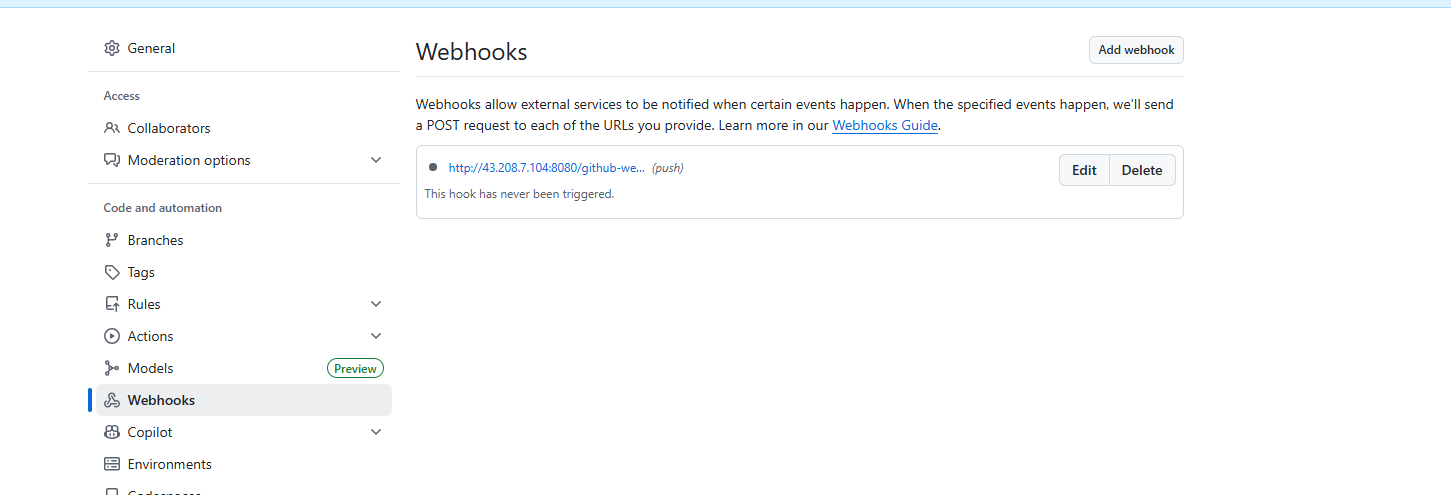 General
Access
Collaborators
Moderation options
Code and automation
Branches
Tags
Rules
Actions
Models Preview
Webhooks
Copilot
Environments
Webhooks
Add webhook
Webhooks allow external services to be notified when certain events happen. When the specified events happen, we'll send
a POST request to each of the URLs you provide. Learn more in our Webhooks Guide.
http://43.208.7.104:8080/github-we... (push)
Edit Delete
This hook has never been triggered.